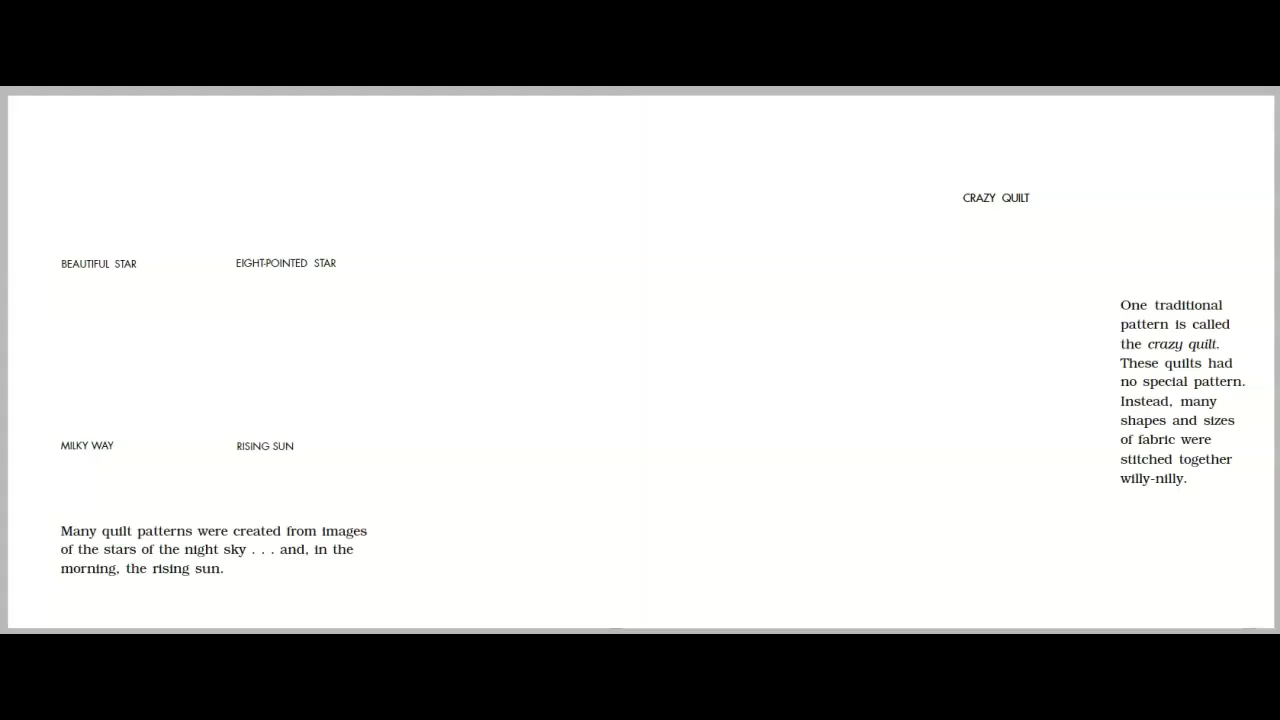 BEAUTIFUL STAR
EIGHT-POINTED STAR
MILKY WAY
RISING SUN
Many quilt patterns were created from images
of the stars of the night sky . . . and, in the
morning, the rising sun.
CRAZY QUILT
One traditional
pattern is called
the crazy quilt.
These quilts had
no special pattern.
Instead, many
shapes and sizes
of fabric were
stitched together
willy-nilly.